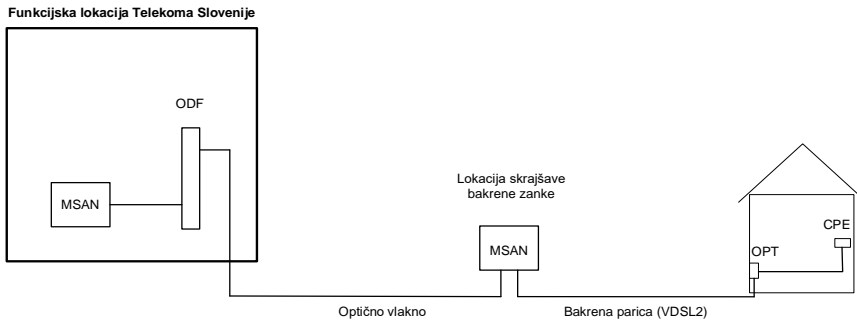 Funkcijska lokacija Telekoma Slovenije
ODF
MSAN
Lokacija skrajšave
bakrene zanke
MSAN
CPE
OPT
Optično vlakno
Bakrena parica (VDSL2)